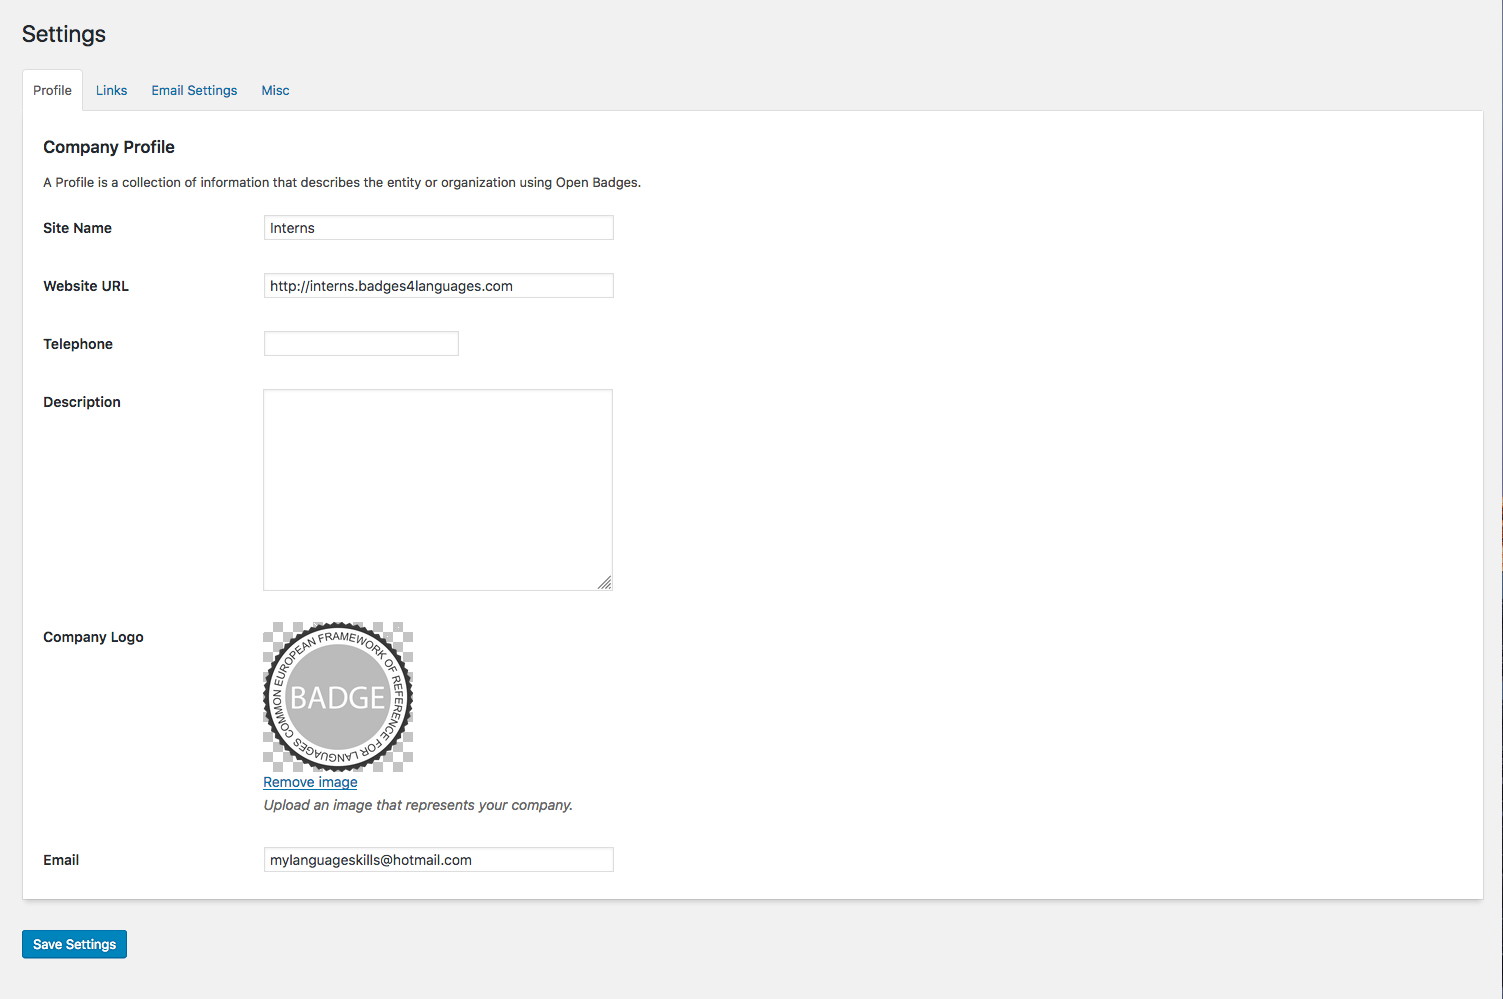 Settings
Profile Links Email Settings Misc
Company Profile
A Profile is a collection of information that describes the entity or organization using Open Badges.
Site Name Interns
Website URL http://interns.badges4languages.com
Telephone
Description
Company Logo
COMMON EUROPEAN FRAMEWORK OF REFERENCE FOR LANGUAGES
BADGE
Remove image
Upload an image that represents your company.
Email mylanguageskills@hotmail.com
Save Settings